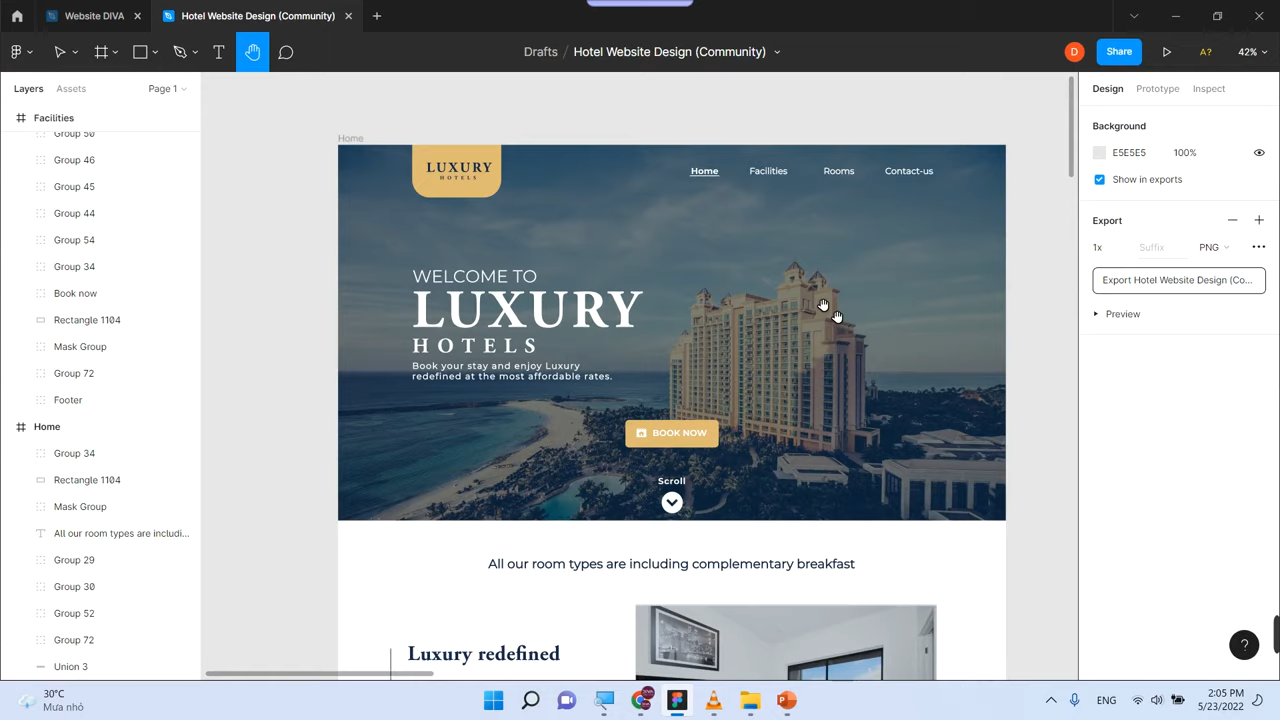 Website DIVA
Hotel Website Design (Community)
Drafts / Hotel Website Design (Community)
Share
A?
42%
D
Layers
Assets
Page 1
Facilities
Group 50
Group 46
Group 45
Group 44
Group 54
Group 34
Book now
Rectangle 1104
Mask Group
Group 72
Footer
Home
Group 34
Rectangle 1104
Mask Group
All our room types are includi...
Group 29
Group 30
Group 52
Group 72
Union 3
Home
LUXURY
HOTELS
Home
Facilities
Rooms
Contact-us
WELCOME TO
LUXURY
HOTELS
Book your stay and enjoy Luxury
redefined at the most affordable rates.
BOOK NOW
Scroll
All our room types are including complementary breakfast
Luxury redefined
Design
Prototype
Inspect
Background
E5E5E5
100%
Show in exports
Export
1x
Suffix
PNG
Export Hotel Website Design (Co...
Preview
?
30°C
Mưa nhỏ
ENG
2:05 PM
5/23/2022